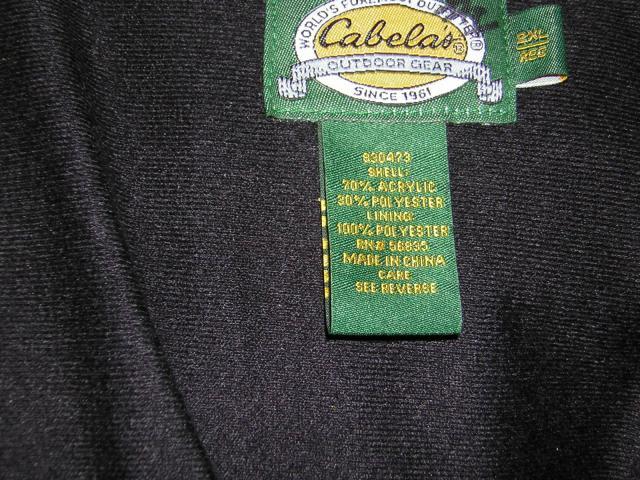 WORLD'S FOREMOST OUTFITTER®
Cabela's®
OUTDOOR GEAR
SINCE 1961
2XL
REG
930473
SHELL:
70% ACRYLIC
30% POLYESTER
LINING:
100% POLYESTER
RN# 56835
MADE IN CHINA
CARE
SEE REVERSE